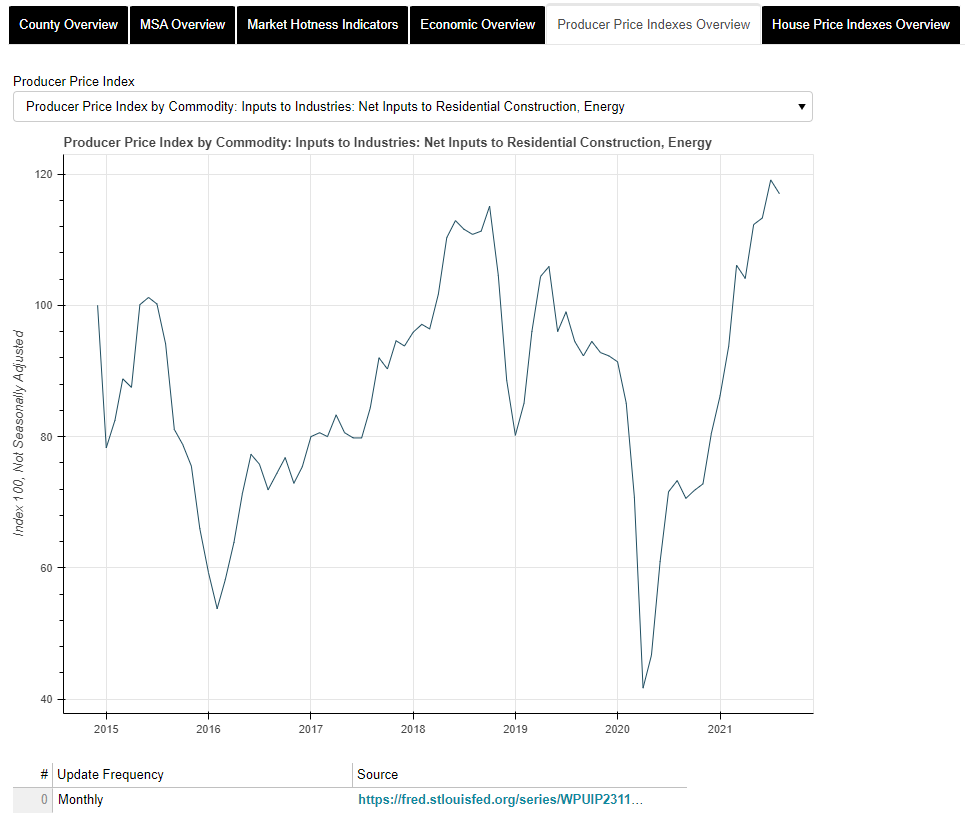 County Overview MSA Overview Market Hotness Indicators Economic Overview Producer Price Indexes Overview House Price Indexes Overview
Producer Price Index
Producer Price Index by Commodity: Inputs to Industries: Net Inputs to Residential Construction, Energy
Producer Price Index by Commodity: Inputs to Industries: Net Inputs to Residential Construction, Energy
120
100
80
60
40
Index 100, Not Seasonally Adjusted
2015 2016 2017 2018 2019 2020 2021
# Update Frequency Source
0 Monthly https://fred.stlouisfed.org/series/WPUIP2311…